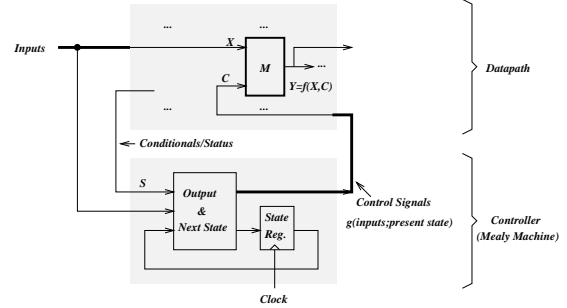 ... ...
Inputs
X
M
...
C
Y=f(X,C)
Datapath
... ...
Conditionals/Status
S
Output
&
Next State
State
Reg.
Control Signals
g(inputs;present state)
Controller
(Mealy Machine)
Clock